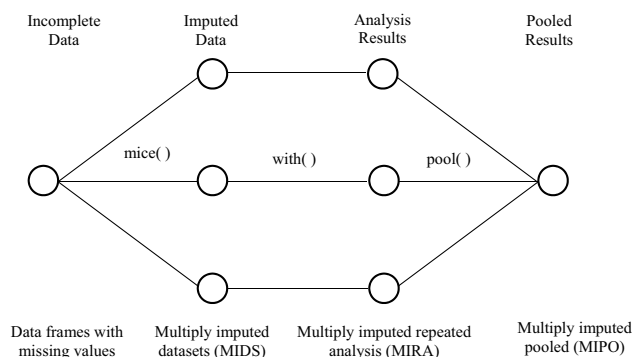 Incomplete
Data
Imputed
Data
Analysis
Results
Pooled
Results
mice( )
with( )
pool( )
Data frames with
missing values
Multiply imputed
datasets (MIDS)
Multiply imputed repeated
analysis (MIRA)
Multiply imputed
pooled (MIPO)